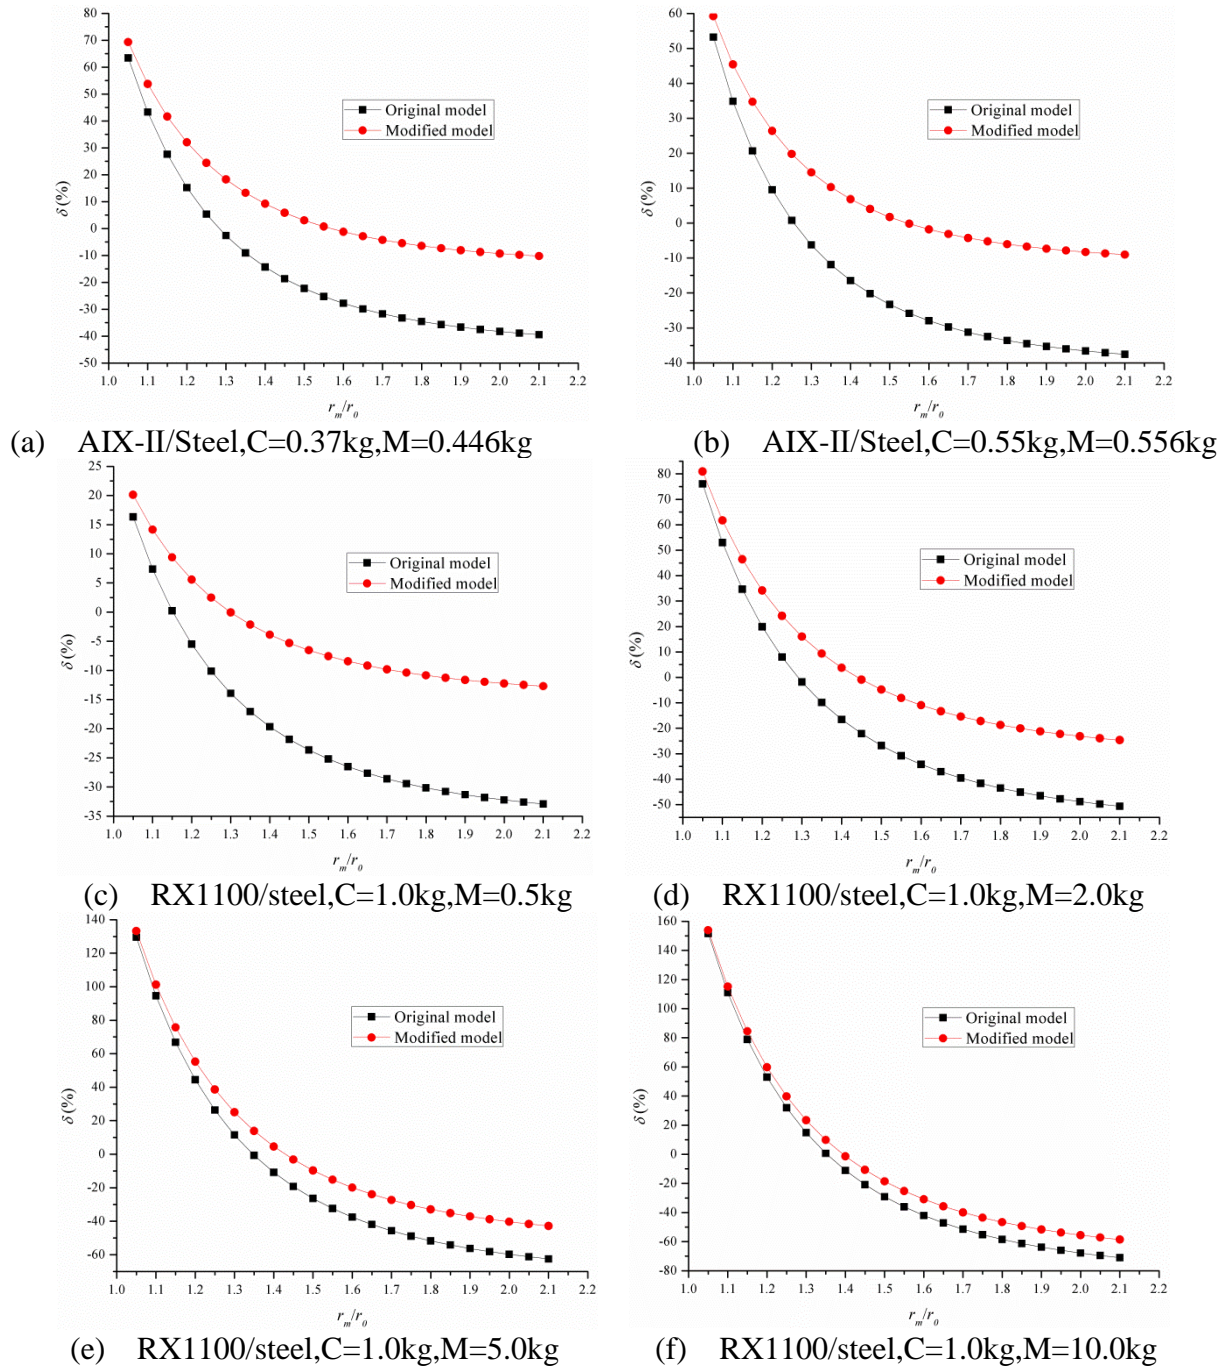 80
70
60
50
40
30
20
10
0
-10
-20
-30
-40
-50
δ (%)
Original model
Modified model
1.0 1.1 1.2 1.3 1.4 1.5 1.6 1.7 1.8 1.9 2.0 2.1 2.2
r_m/r_0
(a) AIX-II/Steel,C=0.37kg,M=0.446kg
60
50
40
30
20
10
0
-10
-20
-30
-40
δ (%)
Original model
Modified model
1.0 1.1 1.2 1.3 1.4 1.5 1.6 1.7 1.8 1.9 2.0 2.1 2.2
r_m/r_0
(b) AIX-II/Steel,C=0.55kg,M=0.556kg
25
20
15
10
5
0
-5
-10
-15
-20
-25
-30
-35
δ (%)
Original model
Modified model
1.0 1.1 1.2 1.3 1.4 1.5 1.6 1.7 1.8 1.9 2.0 2.1 2.2
r_m/r_0
(c) RX1100/steel,C=1.0kg,M=0.5kg
80
70
60
50
40
30
20
10
0
-10
-20
-30
-40
-50
δ (%)
Original model
Modified model
1.0 1.1 1.2 1.3 1.4 1.5 1.6 1.7 1.8 1.9 2.0 2.1 2.2
r_m/r_0
(d) RX1100/steel,C=1.0kg,M=2.0kg
140
120
100
80
60
40
20
0
-20
-40
-60
δ (%)
Original model
Modified model
1.0 1.1 1.2 1.3 1.4 1.5 1.6 1.7 1.8 1.9 2.0 2.1 2.2
r_m/r_0
(e) RX1100/steel,C=1.0kg,M=5.0kg
160
140
120
100
80
60
40
20
0
-20
-40
-60
-80
δ (%)
Original model
Modified model
1.0 1.1 1.2 1.3 1.4 1.5 1.6 1.7 1.8 1.9 2.0 2.1 2.2
r_m/r_0
(f) RX1100/steel,C=1.0kg,M=10.0kg